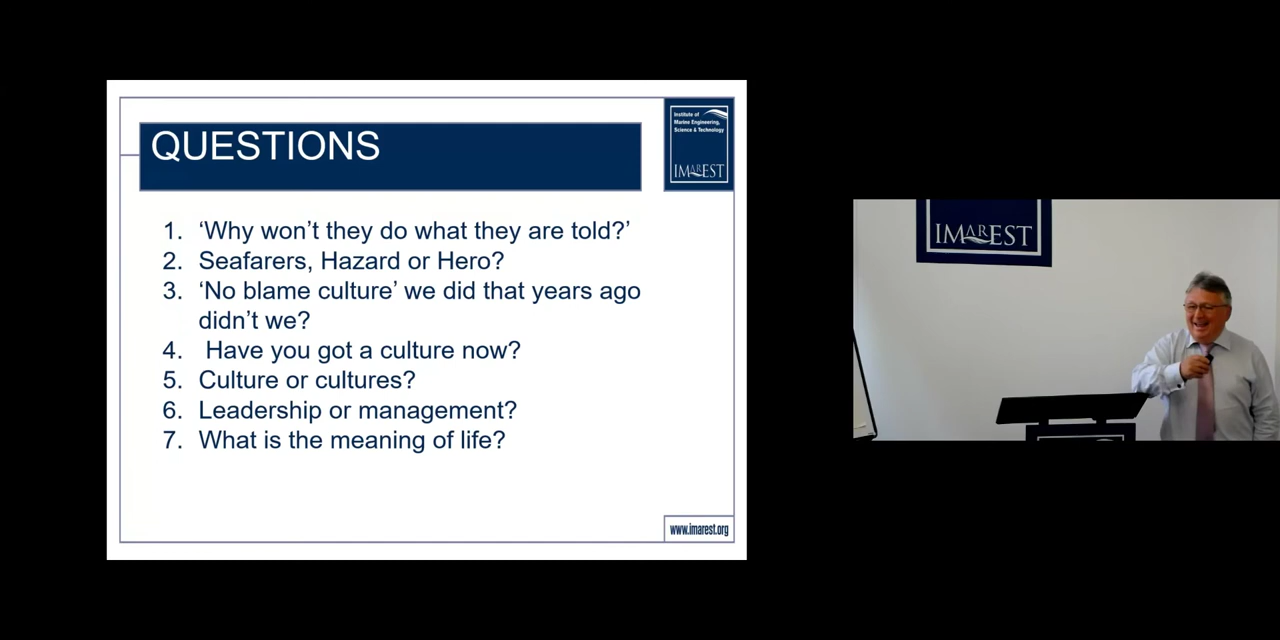 QUESTIONS
Institute of
Marine Engineering,
Science & Technology
IMarEST
1. ‘Why won’t they do what they are told?’
2. Seafarers, Hazard or Hero?
3. ‘No blame culture’ we did that years ago
didn’t we?
4. Have you got a culture now?
5. Culture or cultures?
6. Leadership or management?
7. What is the meaning of life?
www.imarest.org
IMarEST